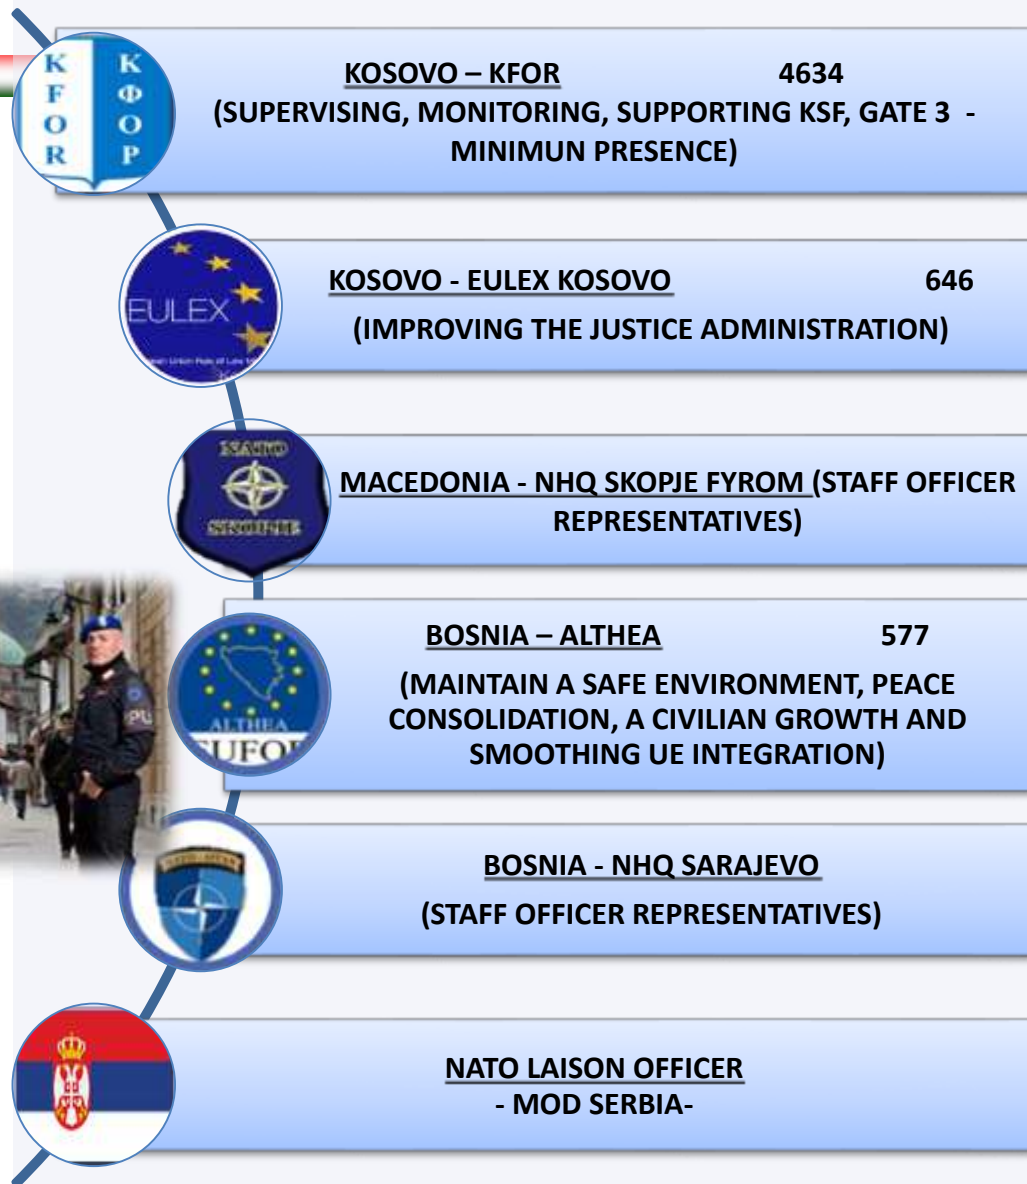 KFOR
КФОР
KOSOVO – KFOR 4634
(SUPERVISING, MONITORING, SUPPORTING KSF, GATE 3 -
MINIMUN PRESENCE)
EULEX
KOSOVO - EULEX KOSOVO 646
(IMPROVING THE JUSTICE ADMINISTRATION)
NATO
SKOPJE
MACEDONIA - NHQ SKOPJE FYROM (STAFF OFFICER
REPRESENTATIVES)
ALTHEA
EUFOR
BOSNIA – ALTHEA 577
(MAINTAIN A SAFE ENVIRONMENT, PEACE
CONSOLIDATION, A CIVILIAN GROWTH AND
SMOOTHING UE INTEGRATION)
BOSNIA - NHQ SARAJEVO
(STAFF OFFICER REPRESENTATIVES)
NATO LAISON OFFICER
- MOD SERBIA-